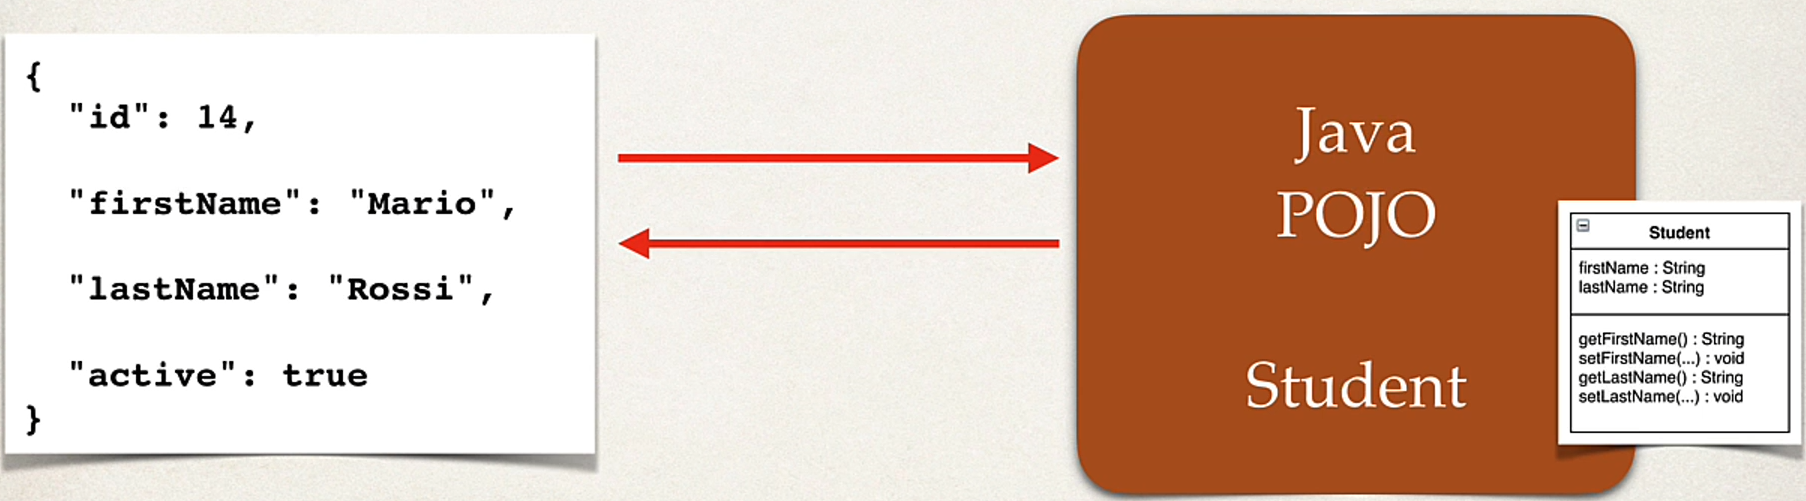 {
"id": 14,
"firstName": "Mario",
"lastName": "Rossi",
"active": true
}
Java
POJO
Student
Student
firstName : String
lastName : String
getFirstName() : String
setFirstName(...) : void
getLastName() : String
setLastName(...) : void